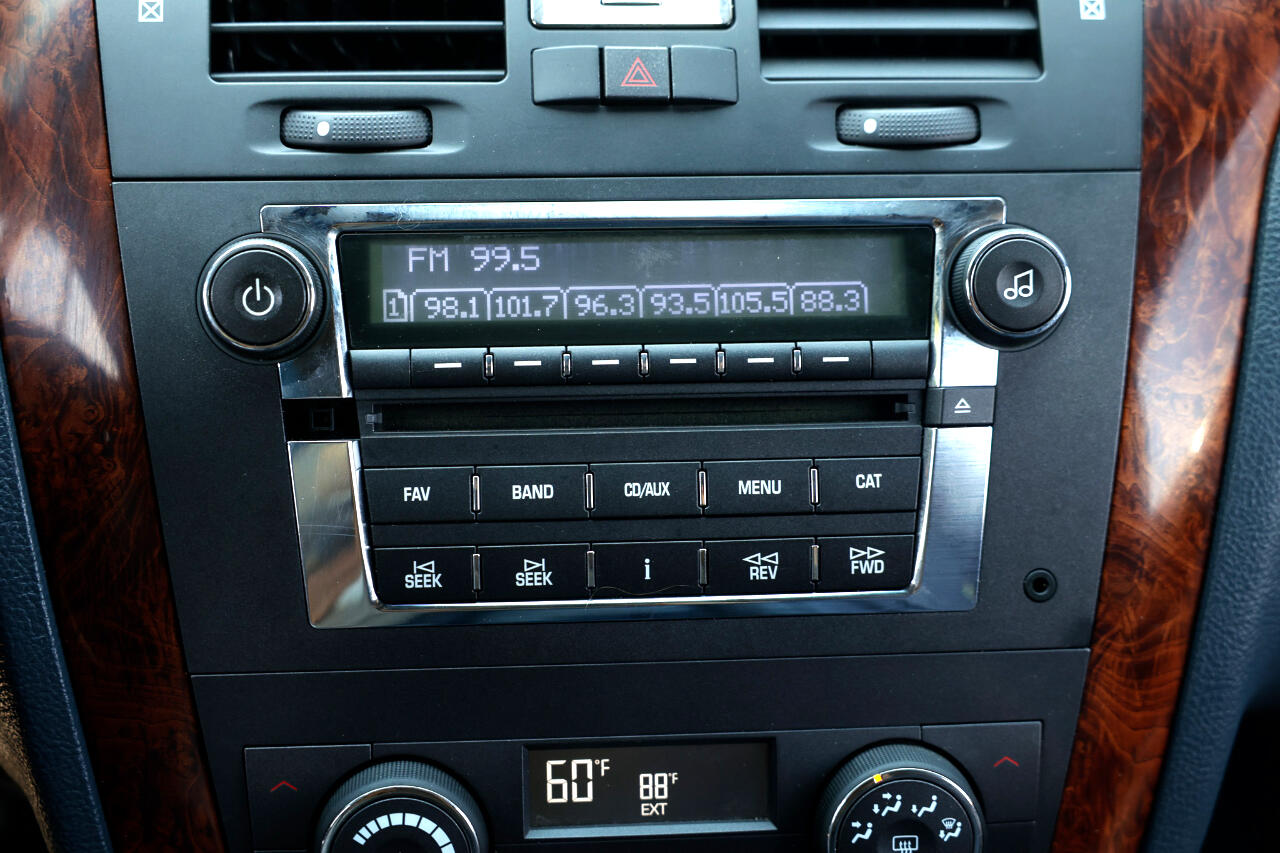 FM 99.5
1 98.1 101.7 96.3 93.5 105.5 88.3
FAV BAND CD/AUX MENU CAT
SEEK SEEK i REV FWD
60°F 88°F
EXT